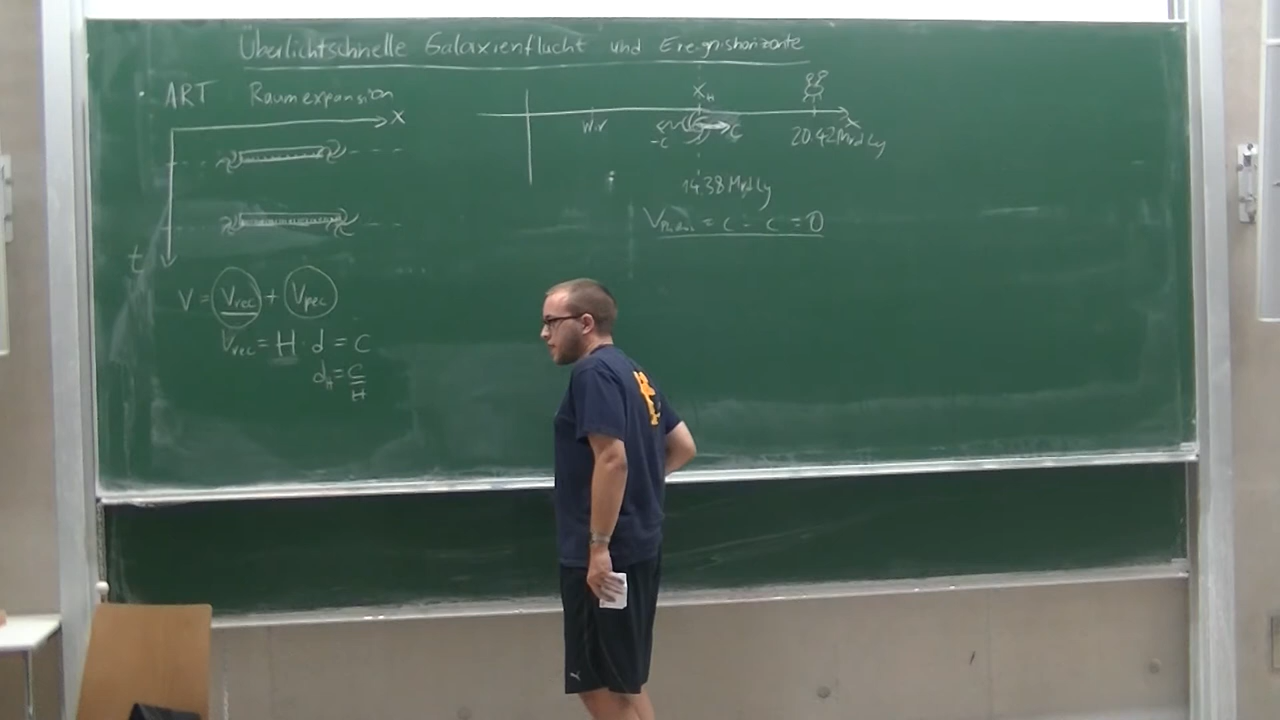 Überlichtschnelle Galaxienflucht und Ereignishorizonte
ART Raumexpansion
x
t
V = V_rec + V_pec
V_rec = H · d = c
d_H = c/H
x_H
Wir
-c
c
x
20.42 Mrd Ly
14.38 Mrd Ly
= c - c = 0